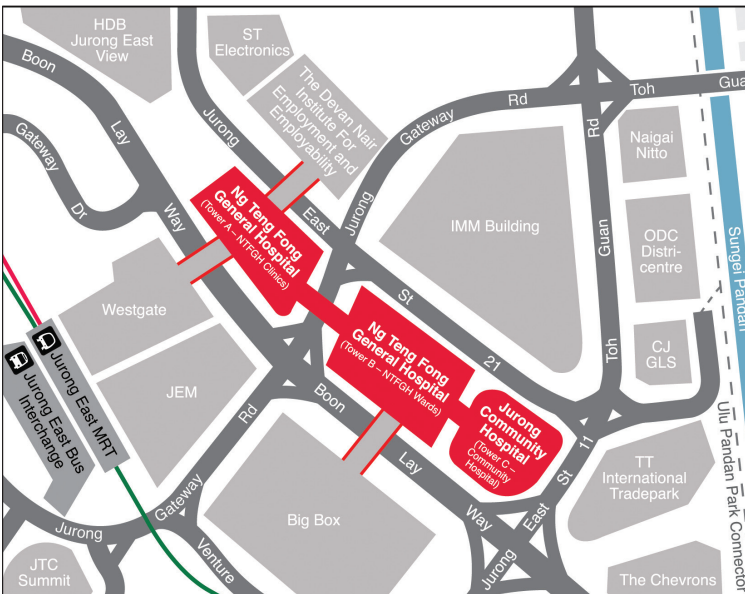 HDB
Jurong East
View
ST
Electronics
The Devan Nair
Institute For
Employment and
Employability
Boon
Lay
Way
Gateway
Dr
Jurong
East
St
21
Jurong
Gateway
Rd
Toh
Gua
Rd
Guan
Toh
Naigai
Nitto
ODC
Distri-
centre
CJ
GLS
Sungei Pandan
Ulu Pandan Park Connector
IMM Building
Ng Teng Fong
General Hospital
(Tower A – NTFGH Clinics)
Ng Teng Fong
General Hospital
(Tower B – NTFGH Wards)
Jurong
Community
Hospital
(Tower C –
Community
Hospital)
Westgate
JEM
Jurong East MRT
Jurong East Bus
Interchange
Rd
Gateway
Jurong
Venture
Boon
Lay
Way
Big Box
Jurong
East
St
11
TT
International
Tradepark
The Chevrons
JTC
Summit